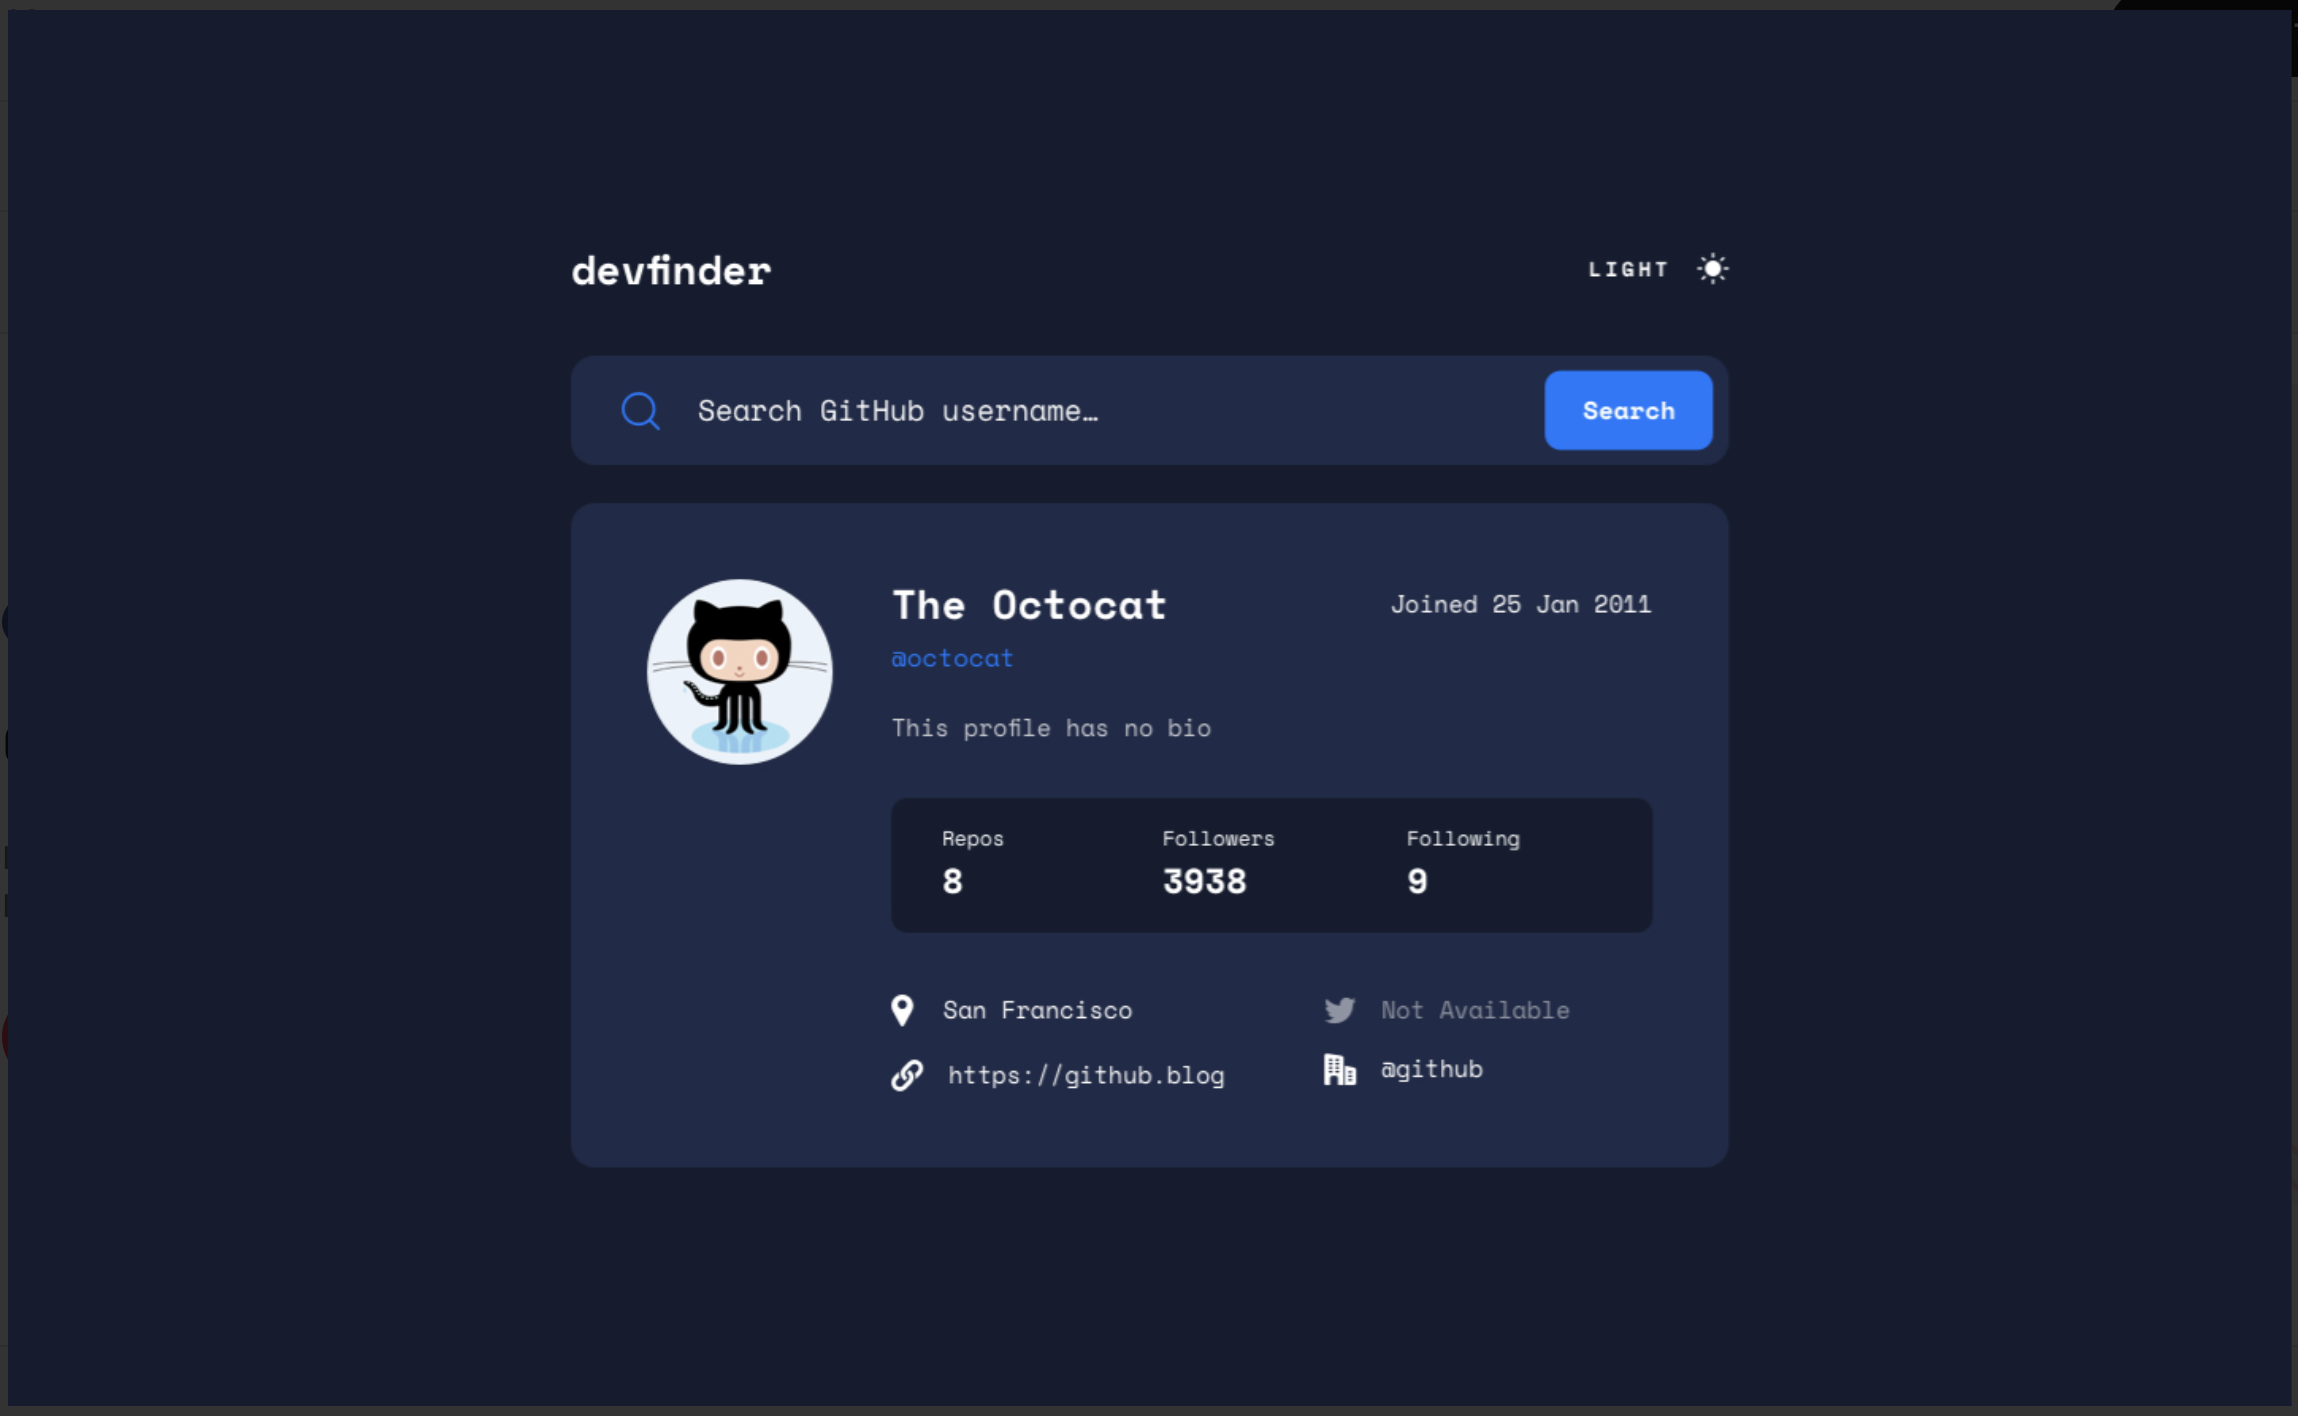 devfinder
LIGHT
Search GitHub username…
Search
The Octocat
Joined 25 Jan 2011
@octocat
This profile has no bio
Repos
Followers
Following
8
3938
9
San Francisco
Not Available
https://github.blog
@github